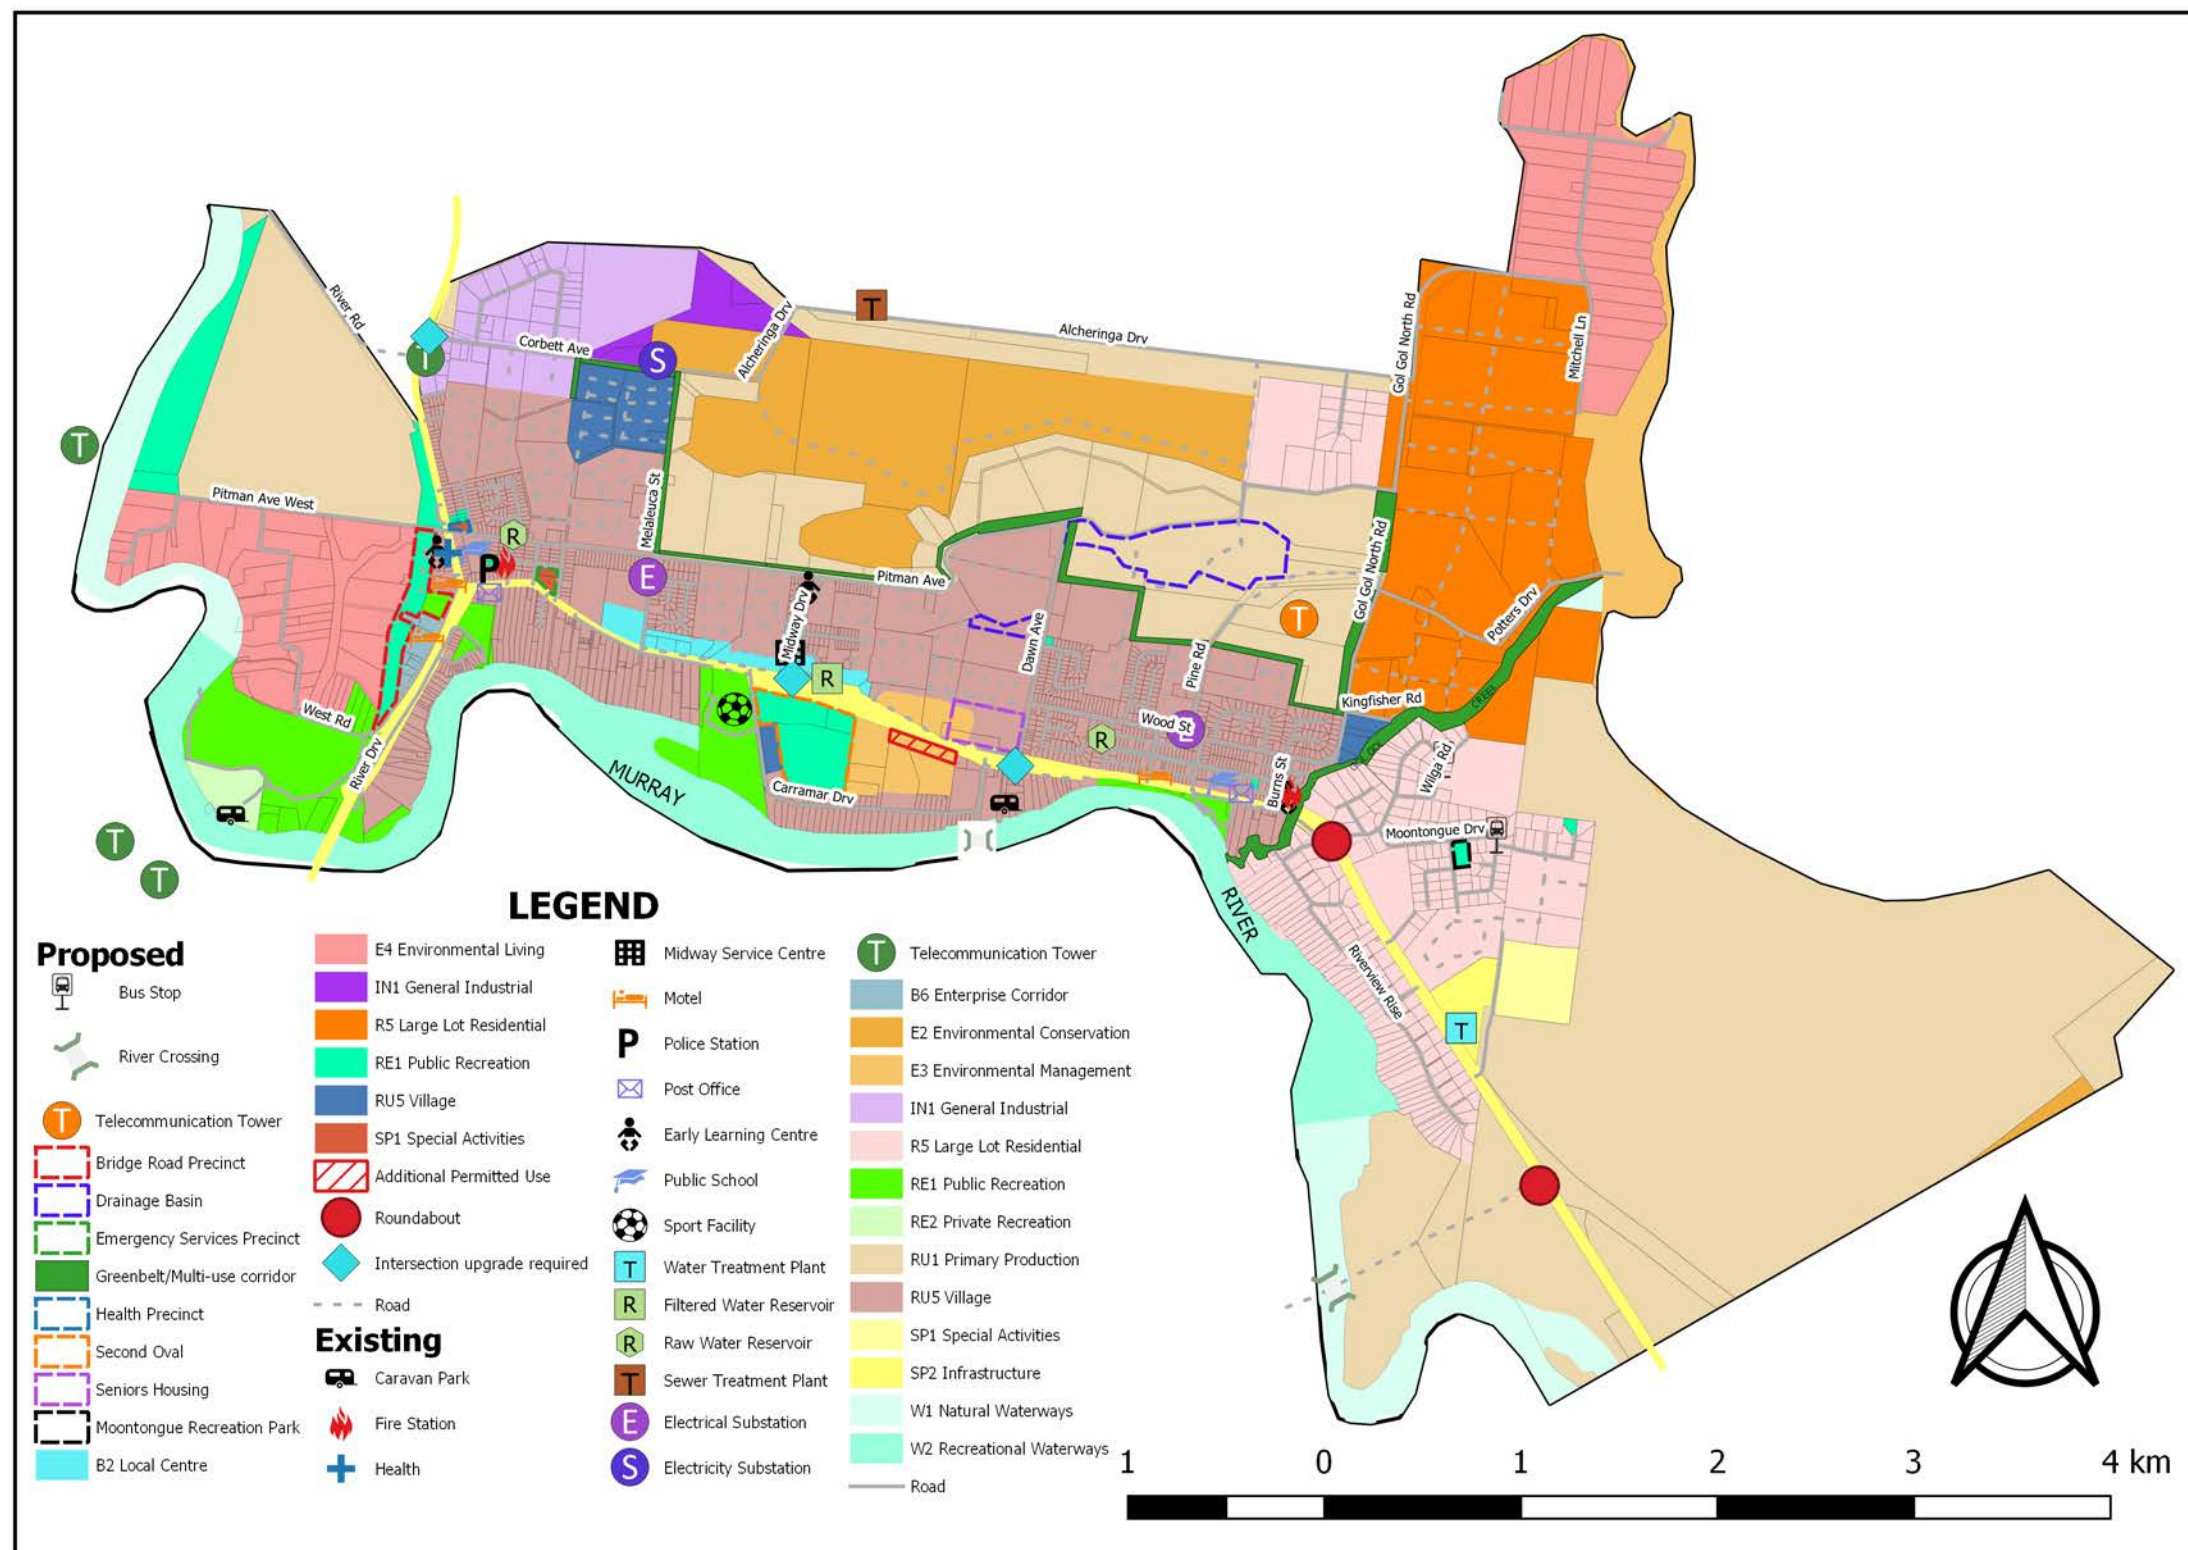 River Rd
Corbett Ave
Alcheringa Drv
T
Alcheringa Drv
Gol Gol North Rd
Mitchell Ln
T
S
T
Pitman Ave West
Melaleuca St
R
P
E
Pitman Ave
Midway Drv
Dawn Ave
Gol Gol North Rd
T
Potters Drv
Pine Rd
Kingfisher Rd
CREEK
West Rd
River Drv
R
Wood St
E
R
MURRAY
Carramar Drv
Burns St
Wilga Rd
Moontongue Drv
T
T
RIVER
Riverview Rise
T
LEGEND
Proposed
Bus Stop
River Crossing
T Telecommunication Tower
Bridge Road Precinct
Drainage Basin
Emergency Services Precinct
Greenbelt/Multi-use corridor
Health Precinct
Second Oval
Seniors Housing
Moontongue Recreation Park
B2 Local Centre
E4 Environmental Living
IN1 General Industrial
R5 Large Lot Residential
RE1 Public Recreation
RU5 Village
SP1 Special Activities
Additional Permitted Use
Roundabout
Intersection upgrade required
Road
Existing
Caravan Park
Fire Station
Health
Midway Service Centre
Motel
P Police Station
Post Office
Early Learning Centre
Public School
Sport Facility
T Water Treatment Plant
R Filtered Water Reservoir
R Raw Water Reservoir
T Sewer Treatment Plant
E Electrical Substation
S Electricity Substation
T Telecommunication Tower
B6 Enterprise Corridor
E2 Environmental Conservation
E3 Environmental Management
IN1 General Industrial
R5 Large Lot Residential
RE1 Public Recreation
RE2 Private Recreation
RU1 Primary Production
RU5 Village
SP1 Special Activities
SP2 Infrastructure
W1 Natural Waterways
W2 Recreational Waterways
Road
1 0 1 2 3 4 km